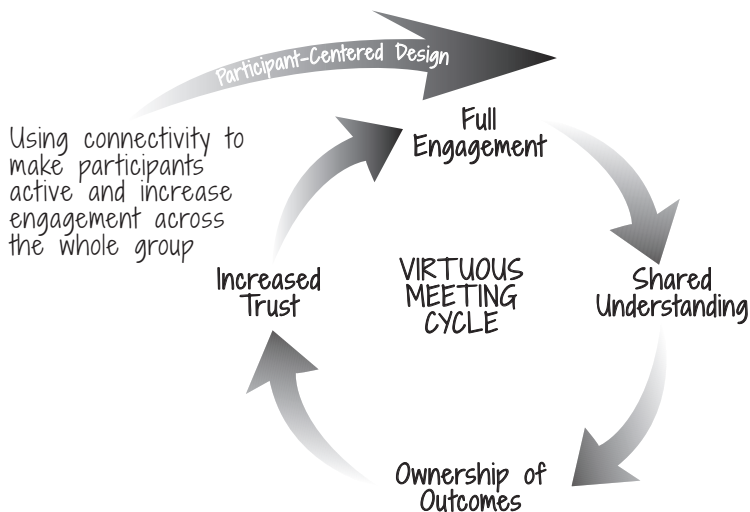 Participant-Centered Design
Using connectivity to
make participants
active and increase
engagement across
the whole group
Full
Engagement
Shared
Understanding
Ownership of
Outcomes
Increased
Trust
VIRTUOUS
MEETING
CYCLE